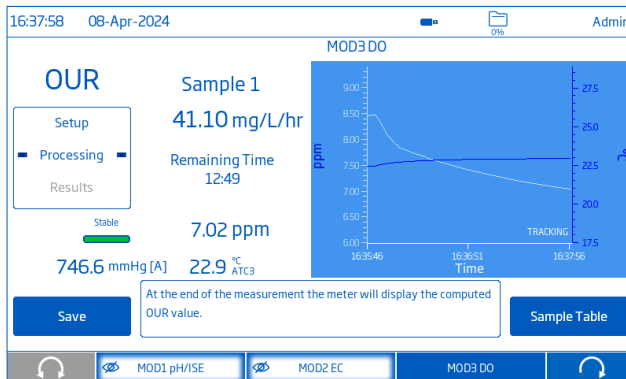 16:37:58 08-Apr-2024 0% Admin
MOD3 DO
OUR
Sample 1
41.10 mg/L/hr
Setup
Processing
Results
Remaining Time
12:49
Stable
7.02 ppm
746.6 mmHg [A] 22.9 °C ATC3
ppm
9.00
8.50
8.00
7.50
7.00
6.50
6.00
27.5
25.0
22.5
20.0
17.5
°C
TRACKING
16:35:46 16:36:51 16:37:56
Time
Save
At the end of the measurement the meter will display the computed
OUR value.
Sample Table
MOD1 pH/ISE MOD2 EC MOD3 DO